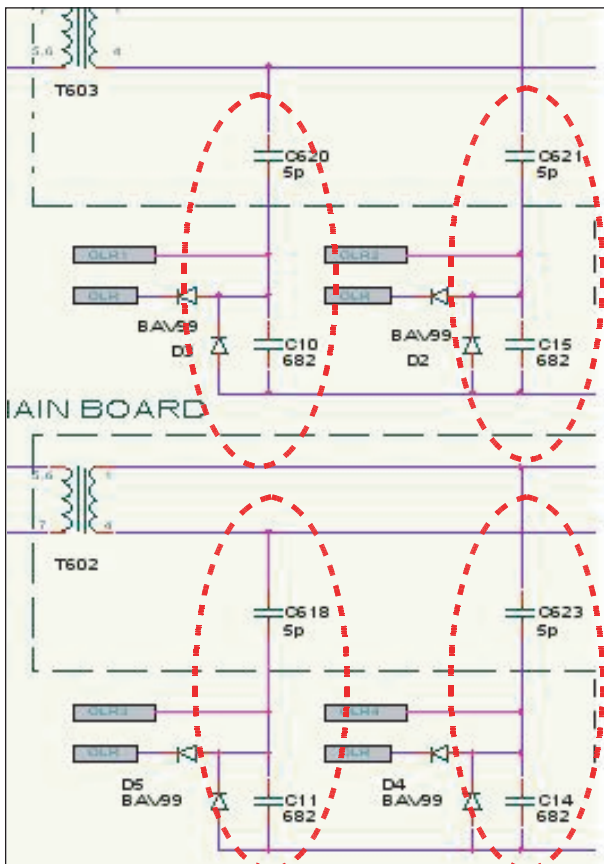 5,6
4
T603
C620
5p
C621
5p
OLR1
OLR2
OLR
OLR
BAV99
D3
C10
682
BAV99
D2
C15
682
MAIN BOARD
5,6
1
7
4
T602
C618
5p
C623
5p
OLR3
OLR4
OLR
OLR
D5
BAV99
C11
682
D4
BAV99
C14
682